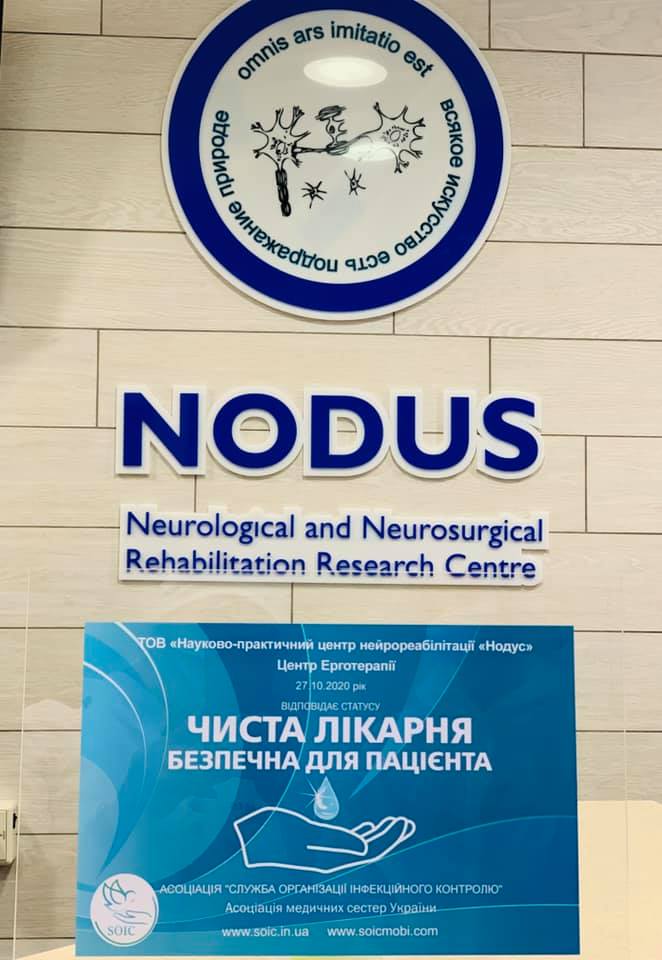 omnis ars imitatio est
всякое искусство есть подражание природе
NODUS
Neurological and Neurosurgical
Rehabilitation Research Centre
ТОВ «Науково-практичний центр нейрореабілітації «Нодус»
Центр Ерготерапії
27.10.2020 рік
ВІДПОВІДАЄ СТАТУСУ
ЧИСТА ЛІКАРНЯ
БЕЗПЕЧНА ДЛЯ ПАЦІЄНТА
АСОЦІАЦІЯ "СЛУЖБА ОРГАНІЗАЦІЇ ІНФЕКЦІЙНОГО КОНТРОЛЮ"
Асоціація медичних сестер України
SOIC
www.soic.in.ua www.soicmobi.com